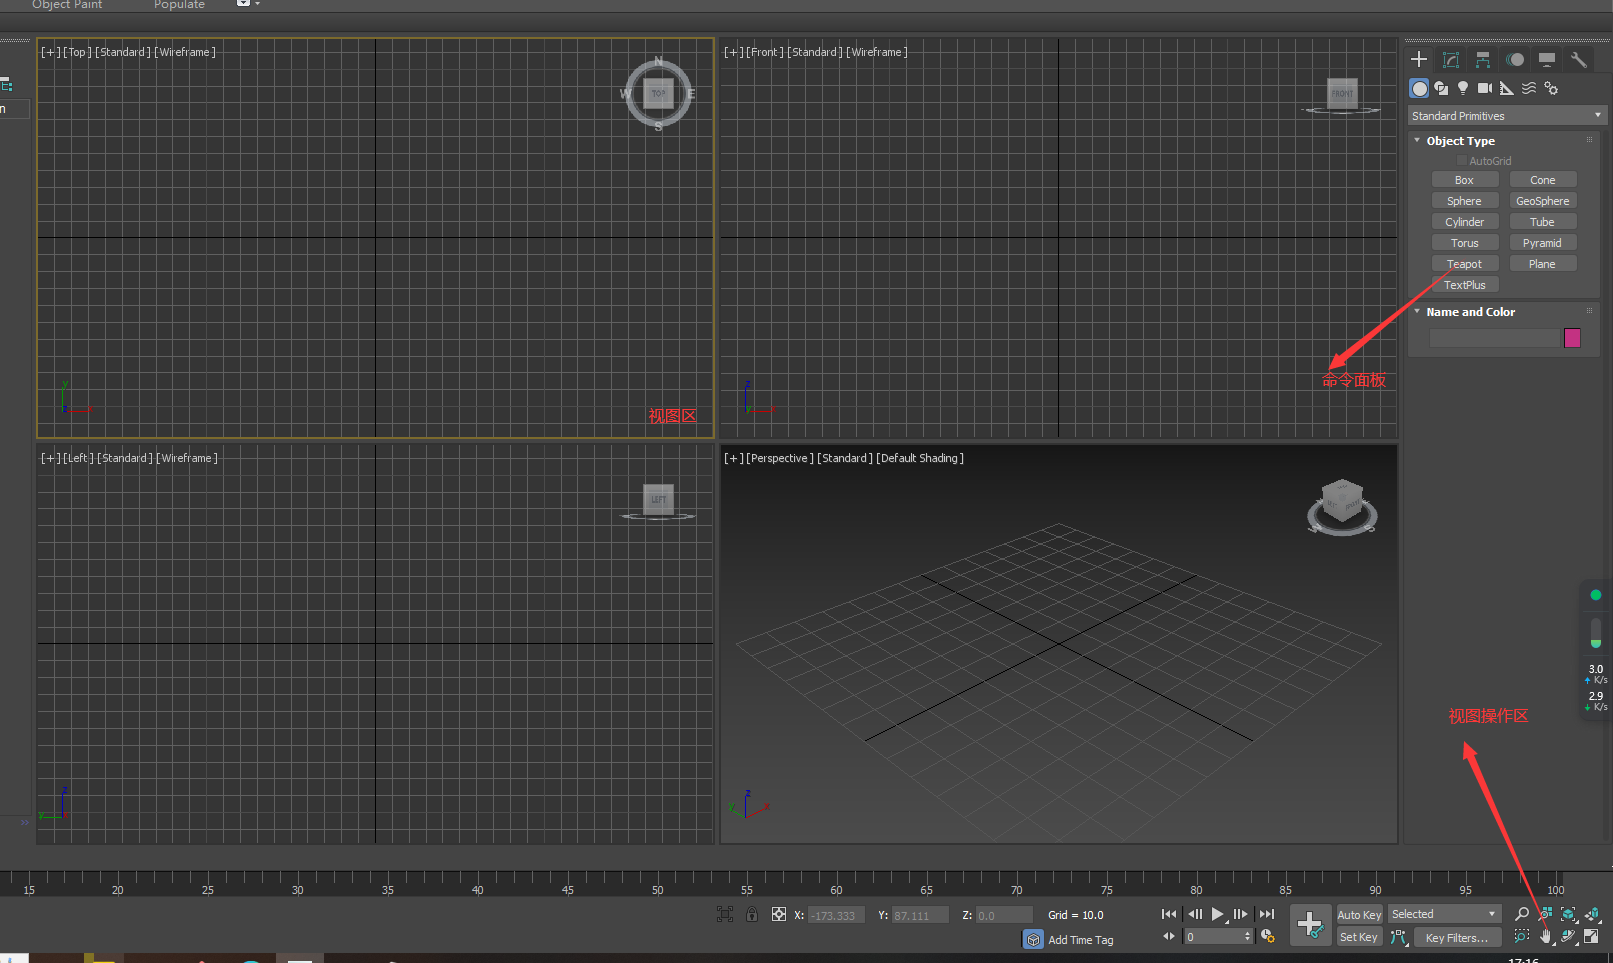 Object Paint Populate
[+] [Top] [Standard] [Wireframe]
N
W TOP E
S
[+] [Front] [Standard] [Wireframe]
FRONT
n
Standard Primitives
Object Type
AutoGrid
Box Cone
Sphere GeoSphere
Cylinder Tube
Torus Pyramid
Teapot Plane
TextPlus
Name and Color
命令面板
视图区
y
z x
z
y x
[+] [Left] [Standard] [Wireframe]
LEFT
[+] [Perspective] [Standard] [Default Shading]
W
3.0
K/s
2.9
K/s
视图操作区
z
y
z
y x
15 20 25 30 35 40 45 50 55 60 65 70 75 80 85 90 95 100
X: -173.333 Y: 87.111 Z: 0.0 Grid = 10.0
Auto Key Selected
Add Time Tag
0
Set Key Key Filters...
17:16